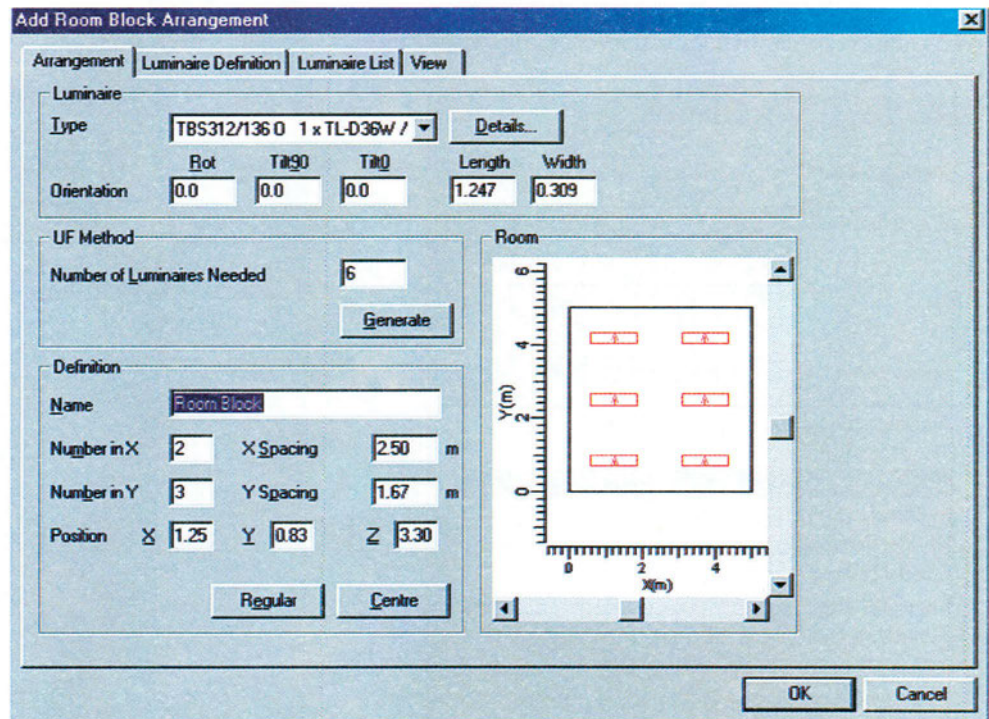 Add Room Block Arrangement
Arrangement Luminaire Definition Luminaire List View
Luminaire
Type TBS312/136 O 1 x TL-D36W / Details...
Rot Tilt90 Tilt0 Length Width
Orientation 0.0 0.0 0.0 1.247 0.309
UF Method
Number of Luminaires Needed 6
Generate
Definition
Name Room Block
Number in X 2 X Spacing 2.50 m
Number in Y 3 Y Spacing 1.67 m
Position X 1.25 Y 0.83 Z 3.30
Regular Centre
Room
6
4
2
0
Y(m)
A A
A A
A A
0 2 4
X(m)
OK Cancel